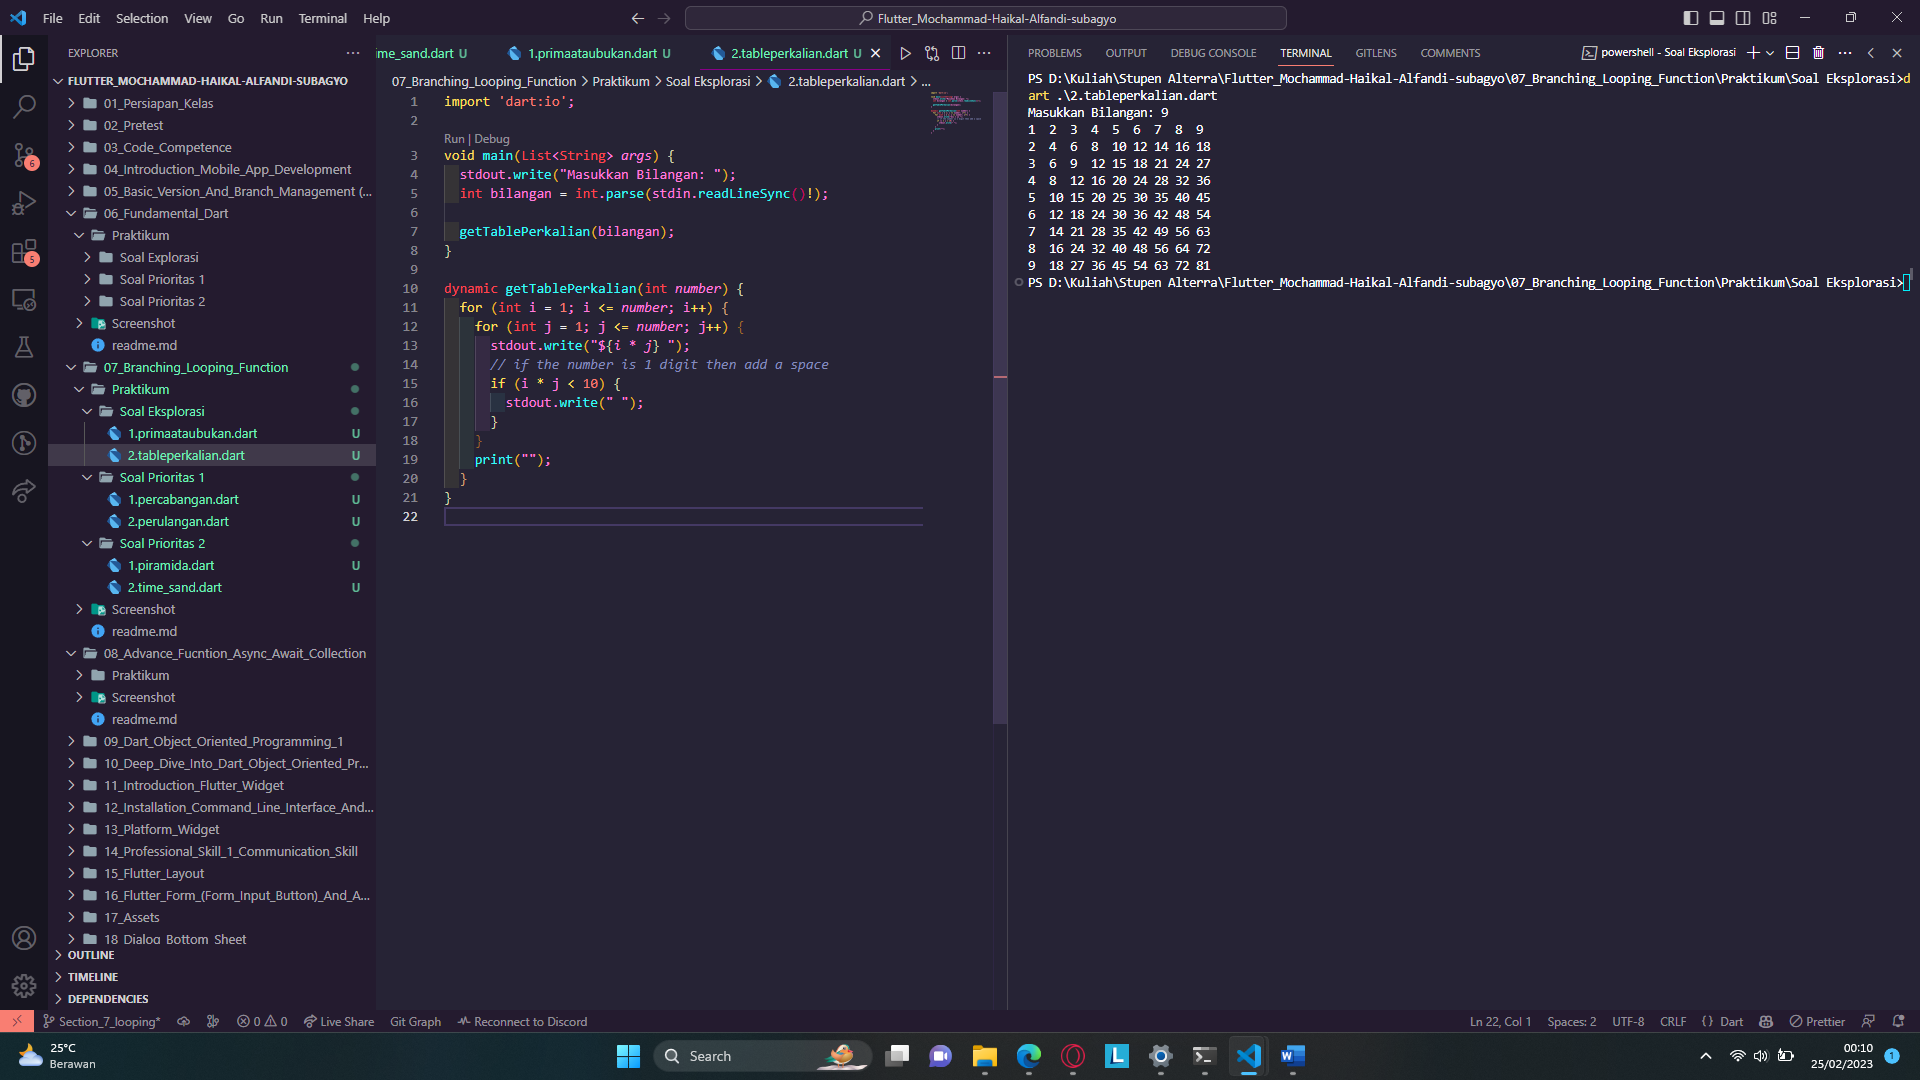 File Edit Selection View Go Run Terminal Help
Flutter_Mochammad-Haikal-Alfandi-subagyo
6
5
EXPLORER
FLUTTER_MOCHAMMAD-HAIKAL-ALFANDI-SUBAGYO
01_Persiapan_Kelas
02_Pretest
03_Code_Competence
04_Introduction_Mobile_App_Development
05_Basic_Version_And_Branch_Management (...
06_Fundamental_Dart
Praktikum
Soal Explorasi
Soal Prioritas 1
Soal Prioritas 2
Screenshot
readme.md
07_Branching_Looping_Function
Praktikum
Soal Eksplorasi
1.primaataubukan.dart U
2.tableperkalian.dart U
Soal Prioritas 1
1.percabangan.dart U
2.perulangan.dart U
Soal Prioritas 2
1.piramida.dart U
2.time_sand.dart U
Screenshot
readme.md
08_Advance_Fucntion_Async_Await_Collection
Praktikum
Screenshot
readme.md
09_Dart_Object_Oriented_Programming_1
10_Deep_Dive_Into_Dart_Object_Oriented_Pr...
11_Introduction_Flutter_Widget
12_Installation_Command_Line_Interface_And...
13_Platform_Widget
14_Professional_Skill_1_Communication_Skill
15_Flutter_Layout
16_Flutter_Form_(Form_Input_Button)_And_A...
17_Assets
18_Dialog_Bottom_Sheet
OUTLINE
TIMELINE
DEPENDENCIES
ime_sand.dart U 1.primaataubukan.dart U 2.tableperkalian.dart U
07_Branching_Looping_Function > Praktikum > Soal Eksplorasi > 2.tableperkalian.dart > ...
1 import 'dart:io';
2
Run | Debug
3 void main(List<String> args) {
4 stdout.write("Masukkan Bilangan: ");
5 int bilangan = int.parse(stdin.readLineSync()!);
6
7 getTablePerkalian(bilangan);
8 }
9
10 dynamic getTablePerkalian(int number) {
11 for (int i = 1; i <= number; i++) {
12 for (int j = 1; j <= number; j++) {
13 stdout.write("${i * j} ");
14 // if the number is 1 digit then add a space
15 if (i * j < 10) {
16 stdout.write(" ");
17 }
18 }
19 print("");
20 }
21 }
22
PROBLEMS OUTPUT DEBUG CONSOLE TERMINAL GITLENS COMMENTS
powershell - Soal Eksplorasi
PS D:\Kuliah\Stupen Alterra\Flutter_Mochammad-Haikal-Alfandi-subagyo\07_Branching_Looping_Function\Praktikum\Soal Eksplorasi>d
art .\2.tableperkalian.dart
Masukkan Bilangan: 9
1 2 3 4 5 6 7 8 9
2 4 6 8 10 12 14 16 18
3 6 9 12 15 18 21 24 27
4 8 12 16 20 24 28 32 36
5 10 15 20 25 30 35 40 45
6 12 18 24 30 36 42 48 54
7 14 21 28 35 42 49 56 63
8 16 24 32 40 48 56 64 72
9 18 27 36 45 54 63 72 81
PS D:\Kuliah\Stupen Alterra\Flutter_Mochammad-Haikal-Alfandi-subagyo\07_Branching_Looping_Function\Praktikum\Soal Eksplorasi>
Section_7_looping* 0 0 Live Share Git Graph Reconnect to Discord
Ln 22, Col 1 Spaces: 2 UTF-8 CRLF { } Dart Prettier
25°C
Berawan
Search
L
W
00:10
25/02/2023
1